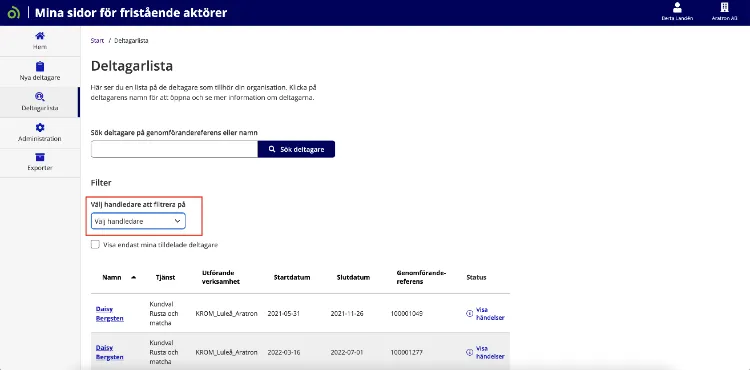 Mina sidor för fristående aktörer
Berta Landén
Aratron AB
Hem
Nya deltagare
Deltagarlista
Administration
Exporter
Start / Deltagarlista
Deltagarlista
Här ser du en lista på de deltagare som tillhör din organisation. Klicka på
deltagarens namn för att öppna och se mer information om deltagarna.
Sök deltagare på genomförandereferens eller namn
Sök deltagare
Filter
Välj handledare att filtrera på
Välj handledare
Visa endast mina tilldelade deltagare
Namn
Tjänst
Utförande
verksamhet
Startdatum
Slutdatum
Genomförande-
referens
Status
Daisy
Bergsten
Kundval
Rusta och
matcha
KROM_Luleå_Aratron
2021-05-31
2021-11-26
100001049
Visa
händelser
Daisy
Bergsten
Kundval
Rusta och
matcha
KROM_Luleå_Aratron
2022-03-16
2022-07-01
100001277
Visa
händelser